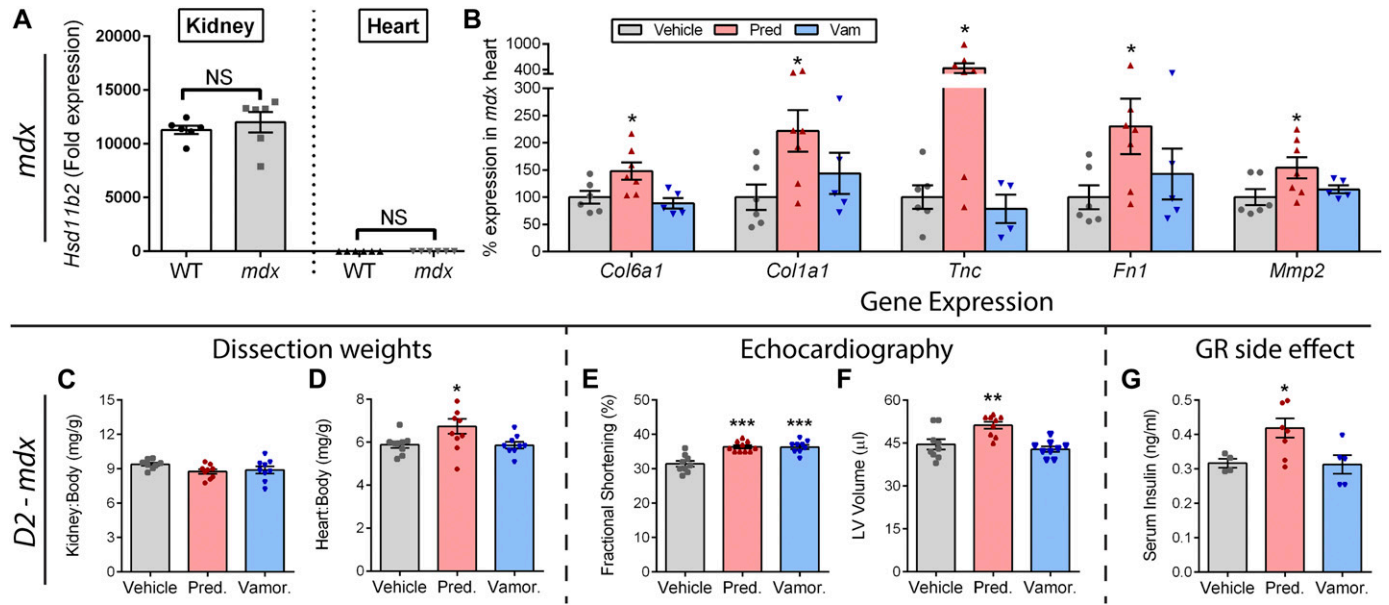 A
Kidney
Heart
Hsd11b2 (Fold expression)
20000
15000
10000
5000
0
NS
NS
WT
mdx
WT
mdx
mdx
B
Vehicle
Pred
Vam
% expression in mdx heart
1000
400
300
250
200
150
100
50
0
*
*
*
*
*
Col6a1
Col1a1
Tnc
Fn1
Mmp2
Gene Expression
D2 - mdx
Dissection weights
Echocardiography
GR side effect
C
Kidney:Body (mg/g)
15
12
9
6
3
0
Vehicle
Pred.
Vamor.
D
Heart:Body (mg/g)
8
6
4
2
0
*
Vehicle
Pred.
Vamor.
E
Fractional Shortening (%)
50
40
30
20
10
0
***
***
Vehicle
Pred.
Vamor.
F
LV Volume (µl)
60
45
30
15
0
**
Vehicle
Pred.
Vamor.
G
Serum Insulin (ng/ml)
0.5
0.4
0.3
0.2
0.1
0.0
*
Vehicle
Pred.
Vamor.